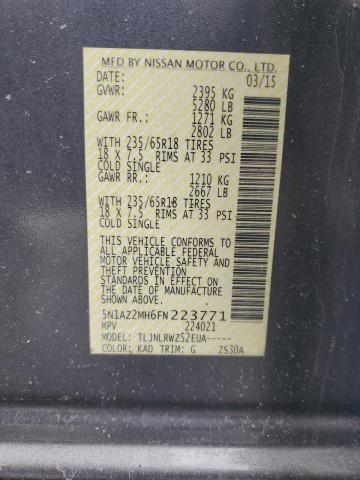 MFD BY NISSAN MOTOR CO., LTD.
DATE: 03/15
GVWR: 2395 KG
5280 LB
GAWR FR.: 1271 KG
2802 LB
WITH 235/65R18 TIRES
18 X 7.5 RIMS AT 33 PSI
COLD SINGLE
GAWR RR.: 1210 KG
2667 LB
WITH 235/65R18 TIRES
18 X 7.5 RIMS AT 33 PSI
COLD SINGLE
THIS VEHICLE CONFORMS TO
ALL APPLICABLE FEDERAL
MOTOR VEHICLE SAFETY AND
THEFT PREVENTION
STANDARDS IN EFFECT ON
THE DATE OF MANUFACTURE
SHOWN ABOVE.
5N1AZ2MH6FN223771
MPV 224021
MODEL: TLJNLRWZ52EUA-----
COLOR: KAD TRIM: G ZS30A